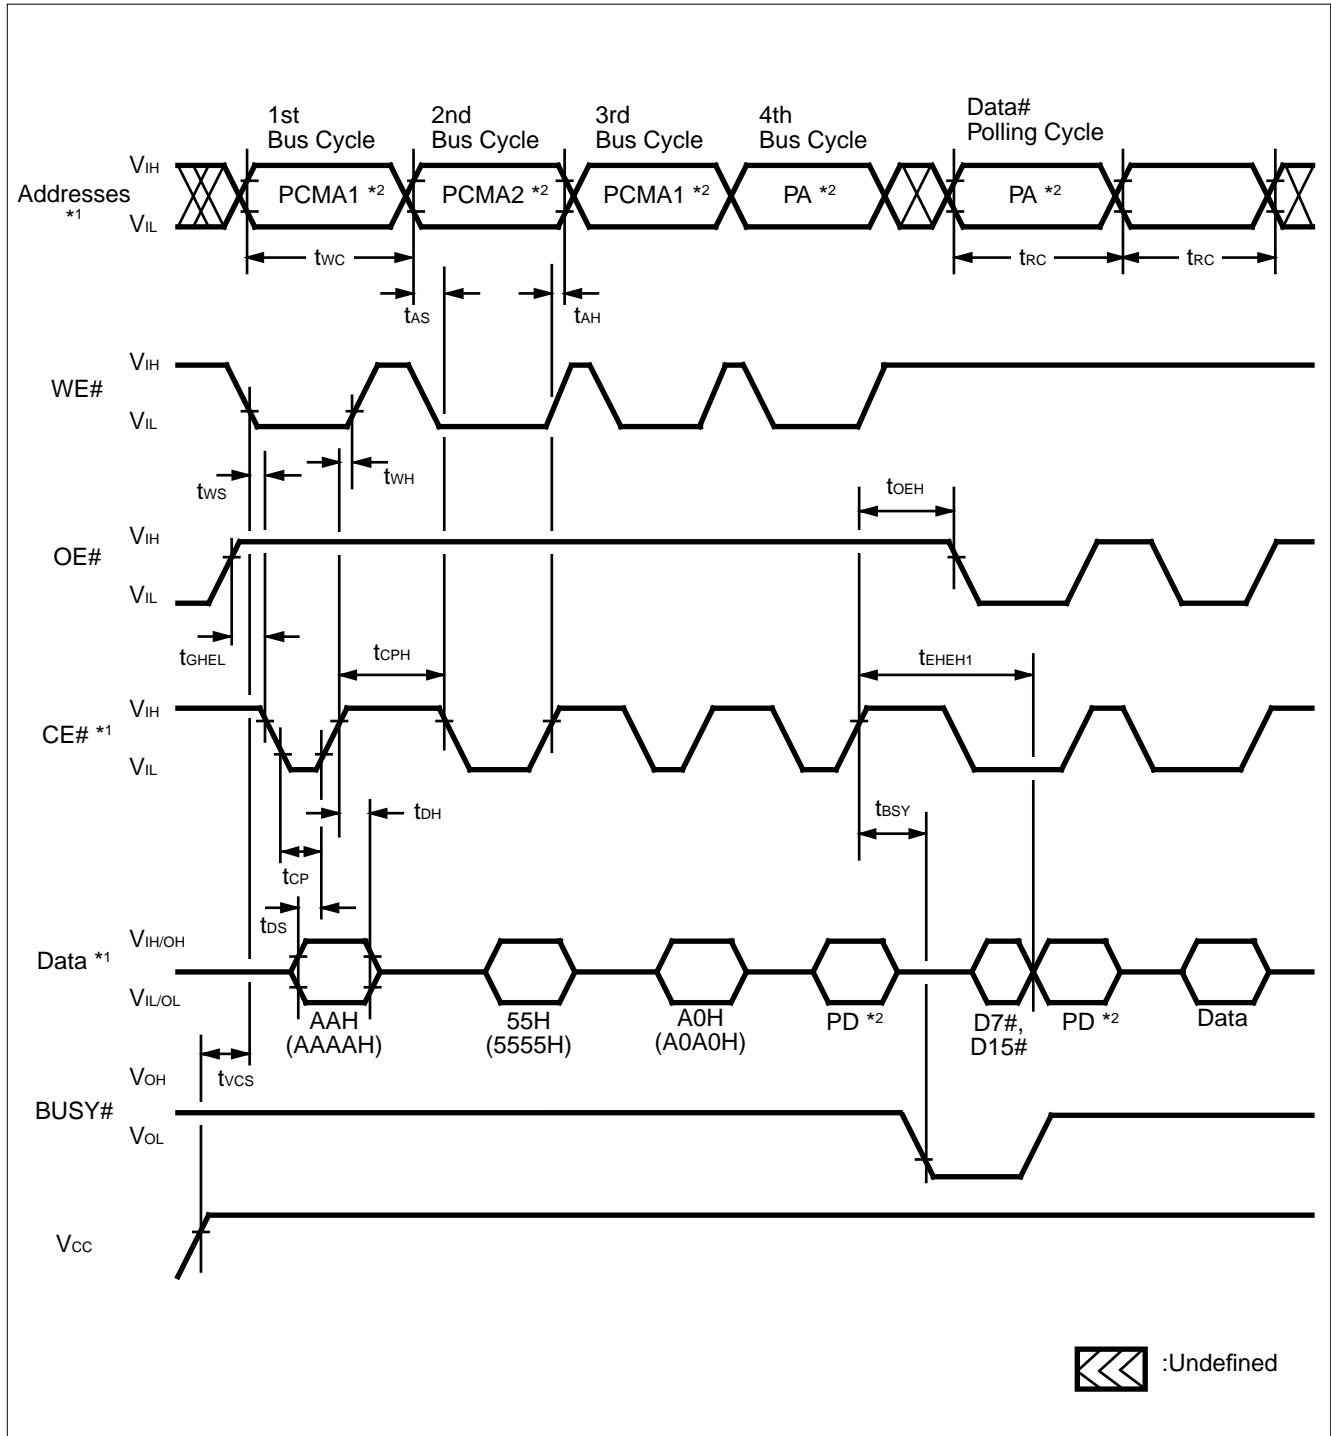 1st
Bus Cycle
2nd
Bus Cycle
3rd
Bus Cycle
4th
Bus Cycle
Data#
Polling Cycle
Addresses
*1
VIH
VIL
PCMA1 *2
PCMA2 *2
PCMA1 *2
PA *2
PA *2
tWC
tRC
tRC
tAS
tAH
WE#
VIH
VIL
tWS
tWH
tOEH
OE#
VIH
VIL
tGHEL
tCPH
tEHEH1
CE# *1
VIH
VIL
tDH
tBSY
tCP
tDS
Data *1
VIH/OH
VIL/OL
AAH
(AAAAH)
55H
(5555H)
A0H
(A0A0H)
PD *2
D7#,
D15#
PD *2
Data
tVCS
BUSY#
VOH
VOL
VCC
:Undefined